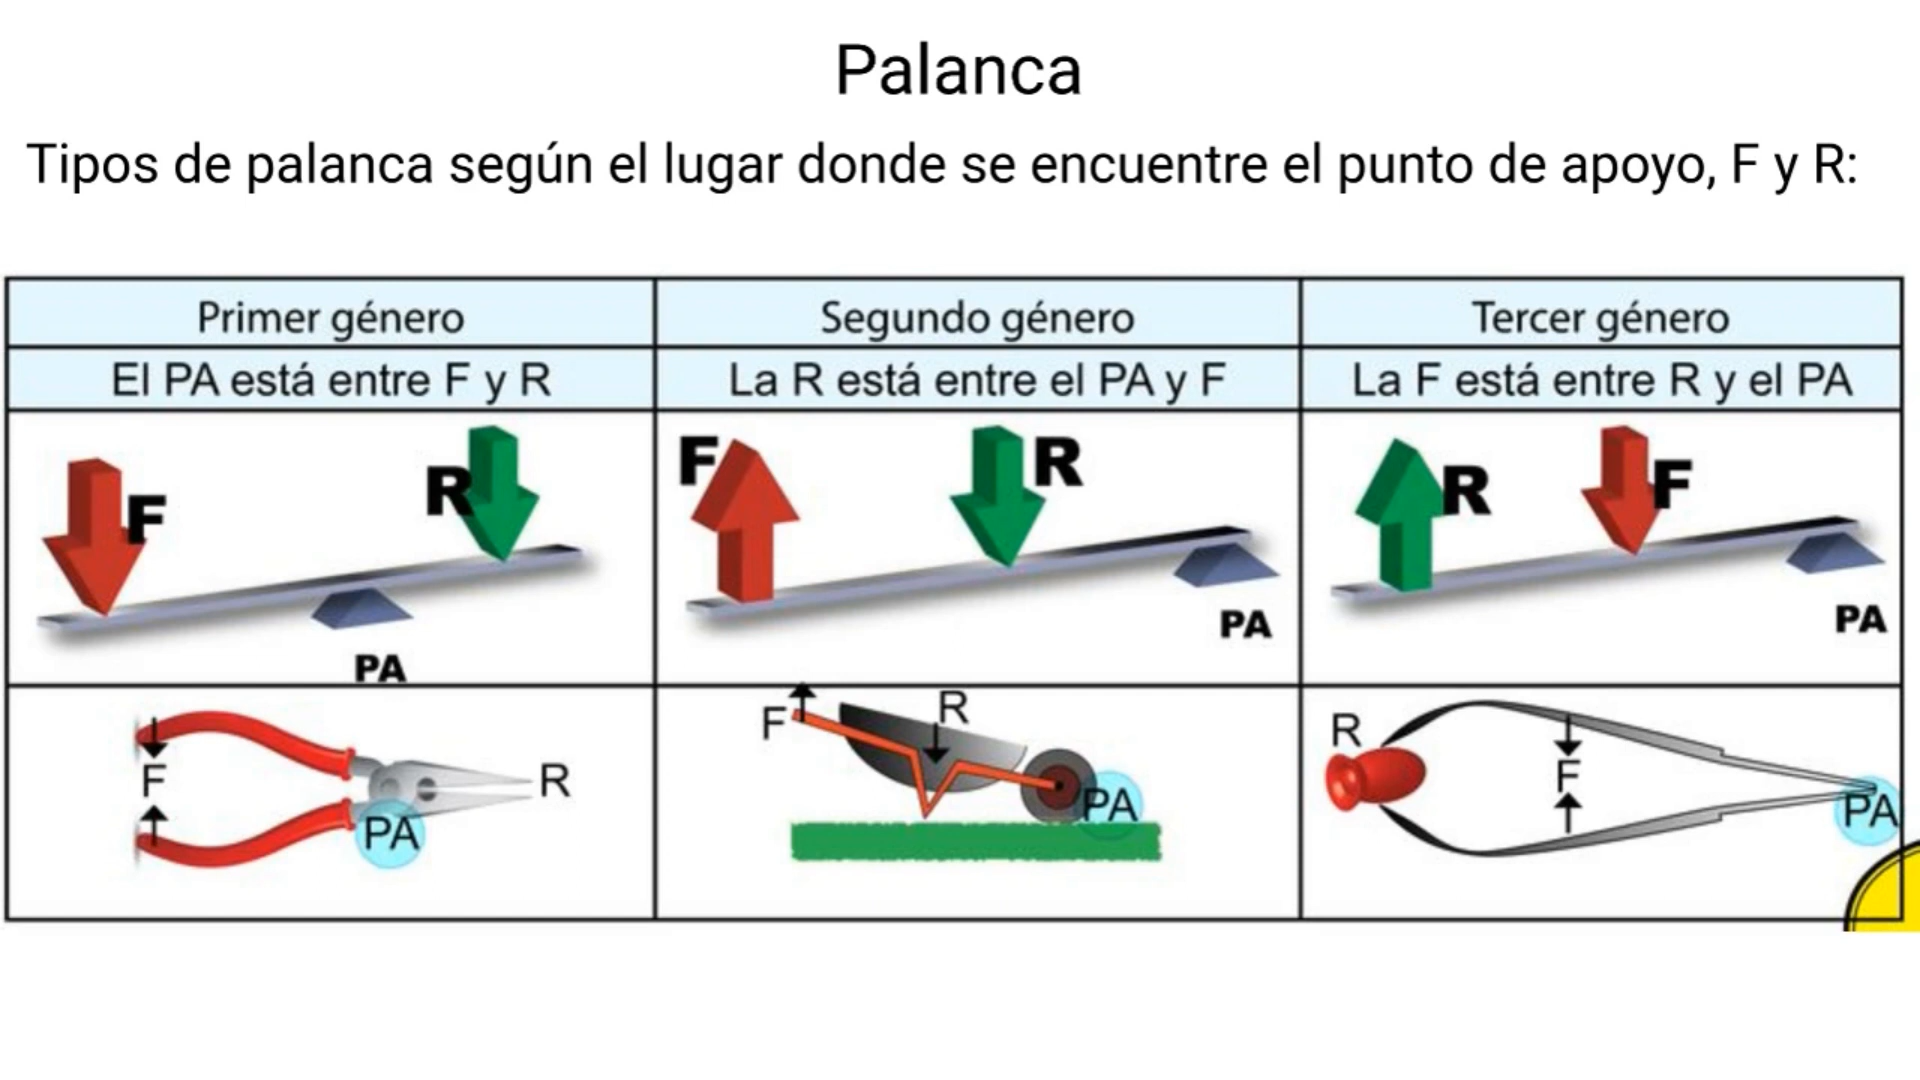 Palanca
Tipos de palanca según el lugar donde se encuentre el punto de apoyo, F y R:
Primer género
Segundo género
Tercer género
El PA está entre F y R
La R está entre el PA y F
La F está entre R y el PA
F
R
PA
F
R
PA
R
F
PA
F
R
PA
F
R
PA
R
F
PA